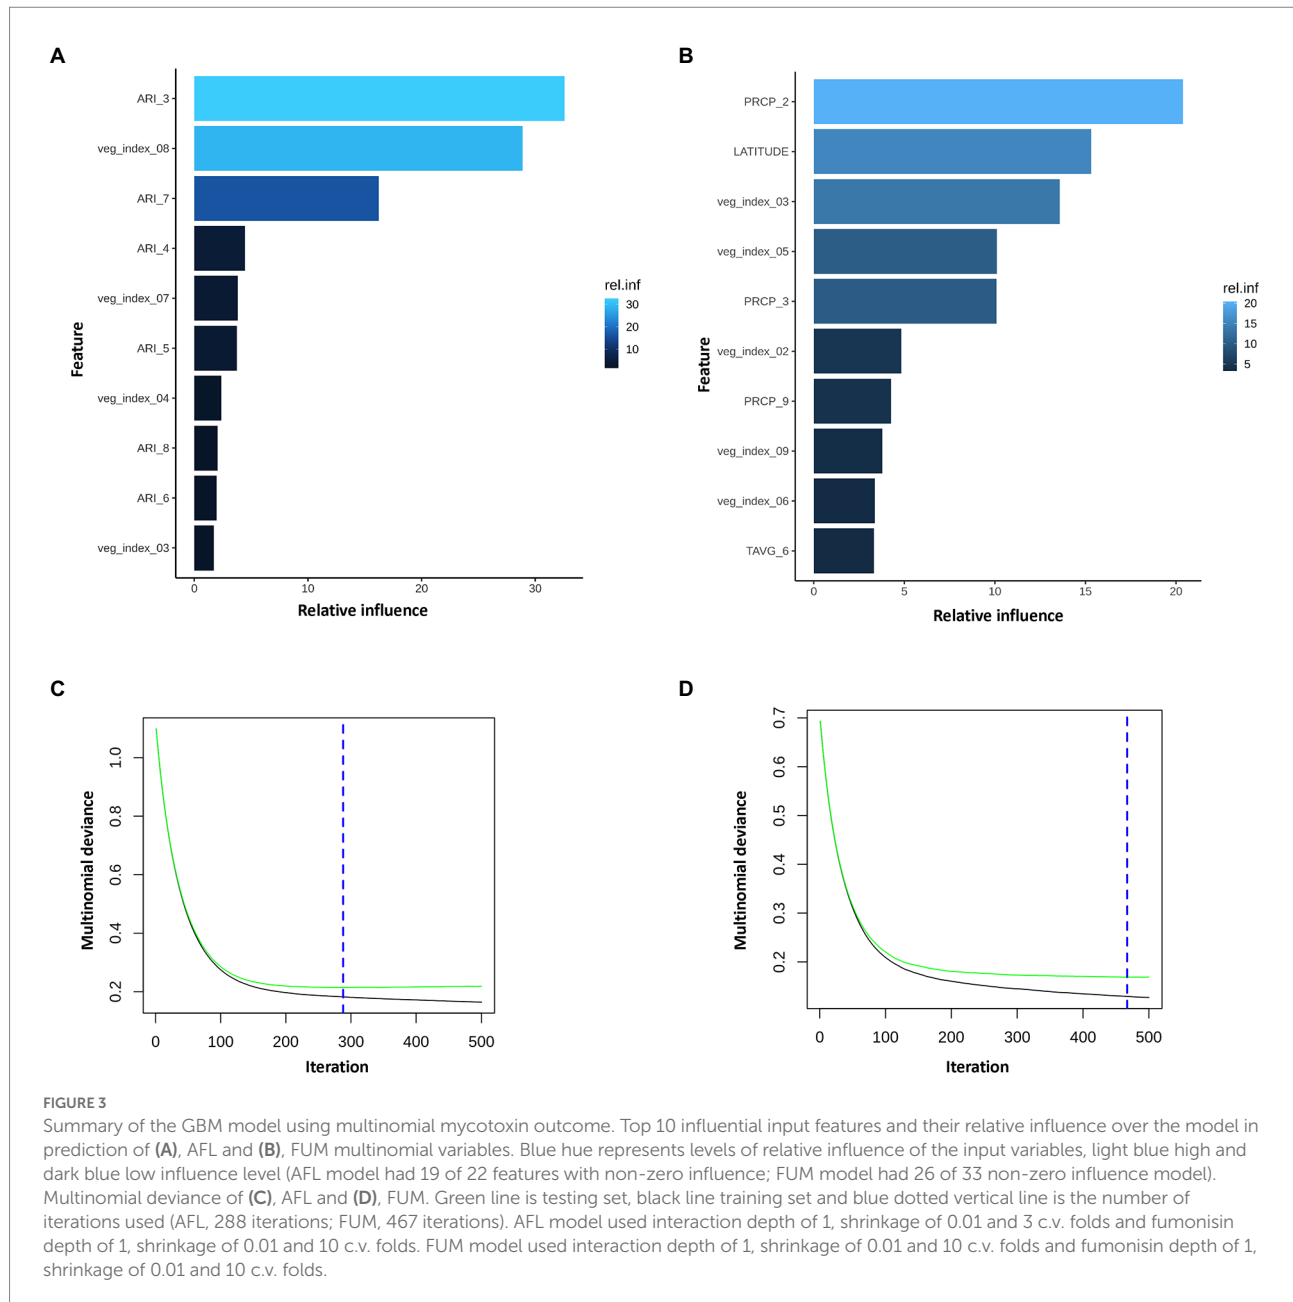 A
ARI_3
veg_index_08
ARI_7
ARI_4
veg_index_07
ARI_5
veg_index_04
ARI_8
ARI_6
veg_index_03
Feature
0 10 20 30
Relative influence
rel.inf
30
20
10
B
PRCP_2
LATITUDE
veg_index_03
veg_index_05
PRCP_3
veg_index_02
PRCP_9
veg_index_09
veg_index_06
TAVG_6
Feature
0 5 10 15 20
Relative influence
rel.inf
20
15
10
5
C
Multinomial deviance
1.0
0.8
0.6
0.4
0.2
0 100 200 300 400 500
Iteration
D
Multinomial deviance
0.7
0.6
0.5
0.4
0.3
0.2
0 100 200 300 400 500
Iteration
FIGURE 3
Summary of the GBM model using multinomial mycotoxin outcome. Top 10 influential input features and their relative influence over the model in
prediction of (A), AFL and (B), FUM multinomial variables. Blue hue represents levels of relative influence of the input variables, light blue high and
dark blue low influence level (AFL model had 19 of 22 features with non-zero influence; FUM model had 26 of 33 non-zero influence model).
Multinomial deviance of (C), AFL and (D), FUM. Green line is testing set, black line training set and blue dotted vertical line is the number of
iterations used (AFL, 288 iterations; FUM, 467 iterations). AFL model used interaction depth of 1, shrinkage of 0.01 and 3 c.v. folds and fumonisin
depth of 1, shrinkage of 0.01 and 10 c.v. folds. FUM model used interaction depth of 1, shrinkage of 0.01 and 10 c.v. folds and fumonisin depth of 1,
shrinkage of 0.01 and 10 c.v. folds.